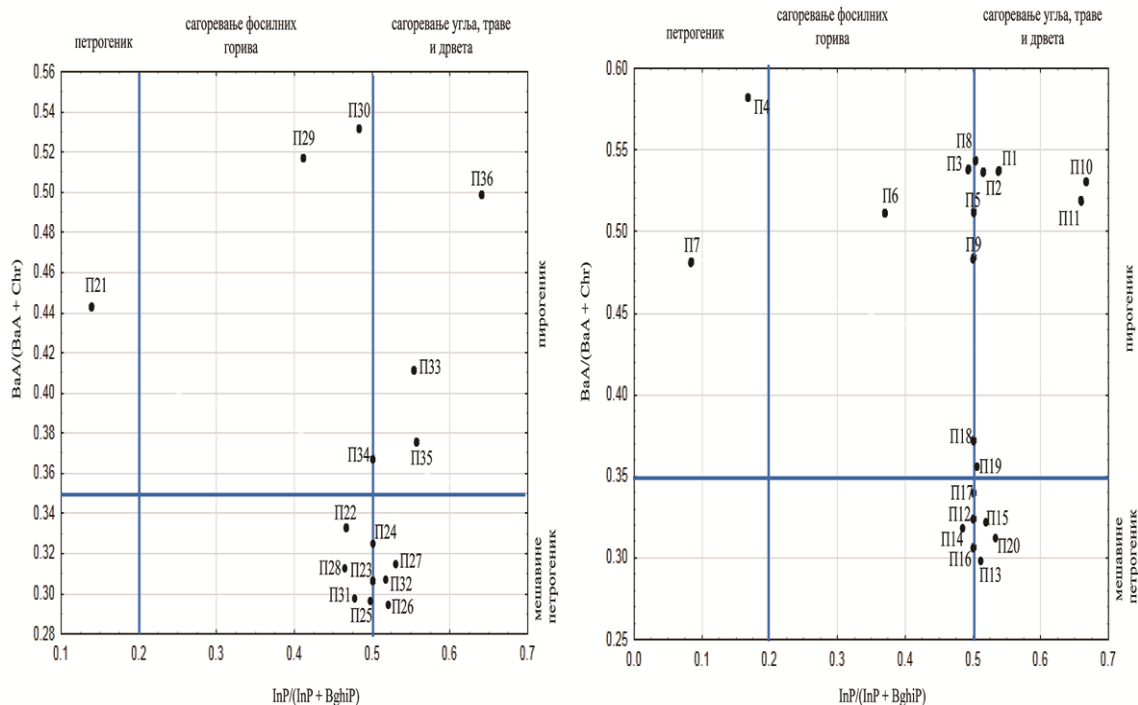 петрогеник
сагоревање фосилних
горива
сагоревање угља, траве
и дрвета
0.56
0.54
0.52
0.50
0.48
0.46
0.44
0.42
0.40
0.38
0.36
0.34
0.32
0.30
0.28
BaA/(BaA + Chr)
П30
П29
П36
П21
П33
П35
П34
П22
П24
П27
П28
П23
П32
П31
П25
П26
пирогеник
мешавине
петрогеник
0.1
0.2
0.3
0.4
0.5
0.6
0.7
InP/(InP + BghiP)
петрогеник
сагоревање фосилних
горива
сагоревање угља, траве
и дрвета
0.60
0.55
0.50
0.45
0.40
0.35
0.30
0.25
BaA/(BaA + Chr)
П4
П8
П3
П1
П2
П10
П11
П6
П5
П9
П7
П18
П19
П17
П12
П15
П14
П20
П16
П13
пирогеник
мешавине
петрогеник
0.0
0.1
0.2
0.3
0.4
0.5
0.6
0.7
InP/(InP + BghiP)